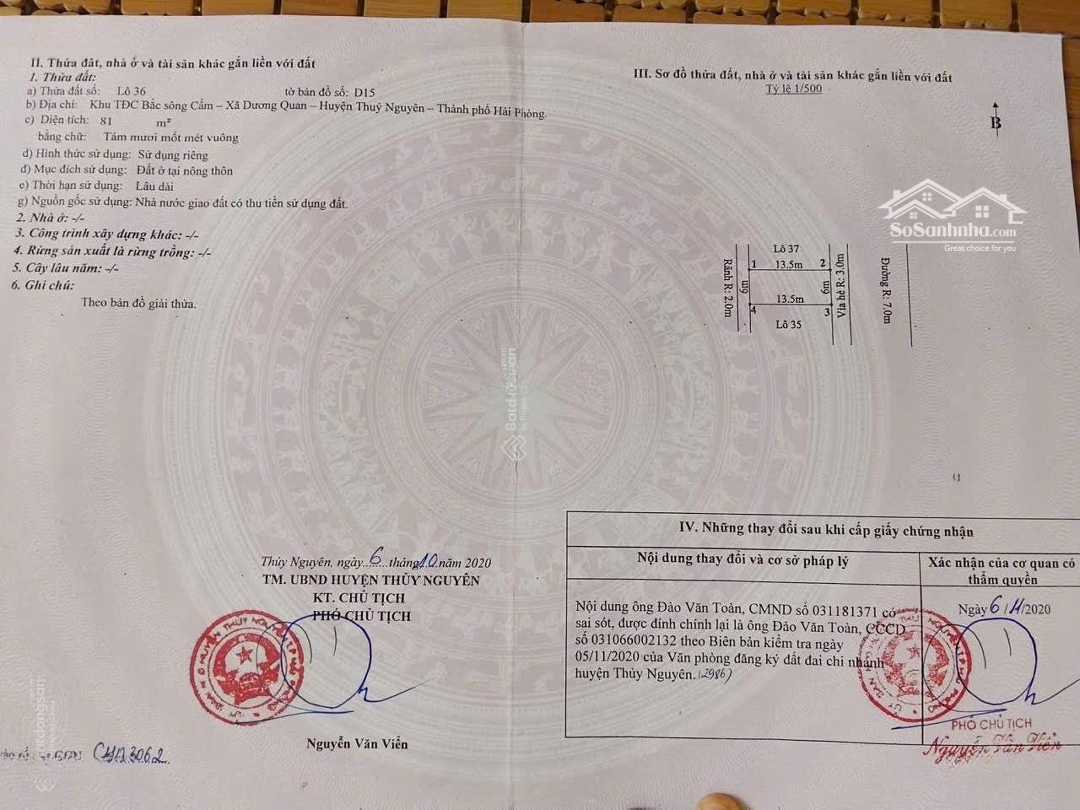 II. Thửa đất, nhà ở và tài sản khác gắn liền với đất
1. Thửa đất:
a) Thửa đất số: Lô 36 tờ bản đồ số: D15
b) Địa chỉ: Khu TĐC Bắc sông Cấm – Xã Dương Quan – Huyện Thuỷ Nguyên – Thành phố Hải Phòng.
c) Diện tích: 81 m²
bằng chữ: Tám mươi mốt mét vuông
d) Hình thức sử dụng: Sử dụng riêng
đ) Mục đích sử dụng: Đất ở tại nông thôn
e) Thời hạn sử dụng: Lâu dài
g) Nguồn gốc sử dụng: Nhà nước giao đất có thu tiền sử dụng đất.
2. Nhà ở: -/-
3. Công trình xây dựng khác: -/-
4. Rừng sản xuất là rừng trồng: -/-
5. Cây lâu năm: -/-
6. Ghi chú:
Theo bản đồ giải thửa.
Thủy Nguyên, ngày 6 tháng 10 năm 2020
TM. UBND HUYỆN THỦY NGUYÊN
KT. CHỦ TỊCH
PHÓ CHỦ TỊCH
Nguyễn Văn Viển
III. Sơ đồ thửa đất, nhà ở và tài sản khác gắn liền với đất
Tỷ lệ 1/500
B
SoSanhnha.com
Great choice for you
Lô 37
1 13.5m 2
Rãnh R: 2.0m
6m
6m
Vỉa hè R: 3.0m
Đường R: 7.0m
13.5m
4 3
Lô 35
Batdongsan
IV. Những thay đổi sau khi cấp giấy chứng nhận
Nội dung thay đổi và cơ sở pháp lý
Xác nhận của cơ quan có
thẩm quyền
Nội dung ông Đào Văn Toàn, CMND số 031181371 có
sai sót, được đính chính lại là ông Đào Văn Toàn, CCCD
số 031066002132 theo Biên bản kiểm tra ngày
05/11/2020 của Văn phòng đăng ký đất đai chi nhánh
huyện Thủy Nguyên. (2986)
Ngày 6/11/2020
PHÓ CHỦ TỊCH
Nguyễn Văn Viển
Batdongsan